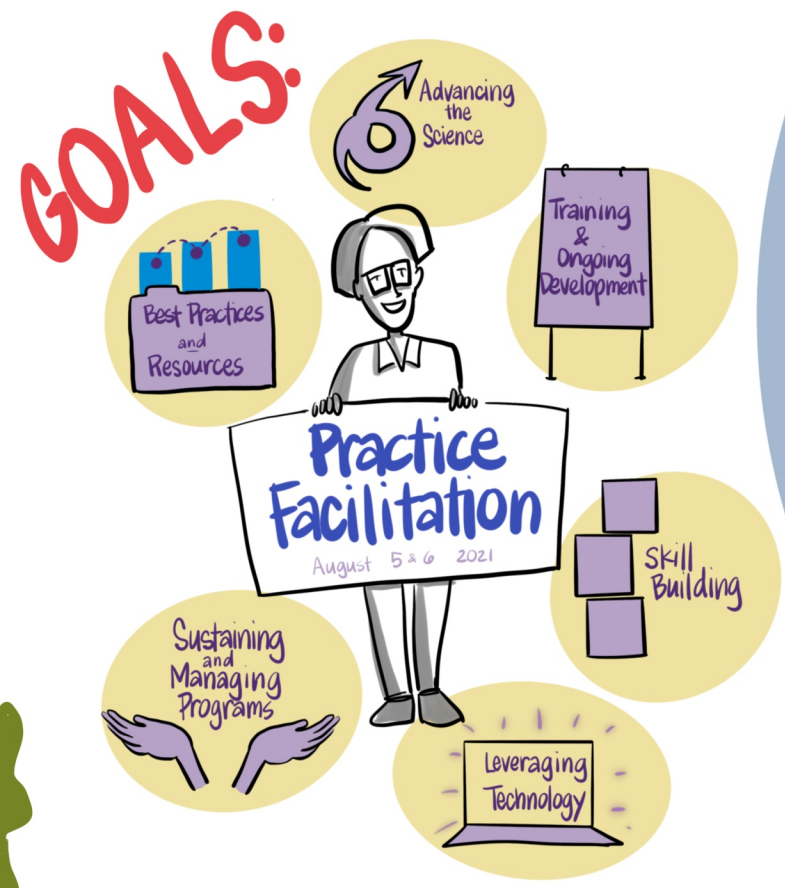 GOALS:
Advancing
the
Science
Training
&
Ongoing
Development
Best Practices
and
Resources
Practice
Facilitation
August 5 & 6 2021
Skill
Building
Sustaining
and
Managing
Programs
Leveraging
Technology